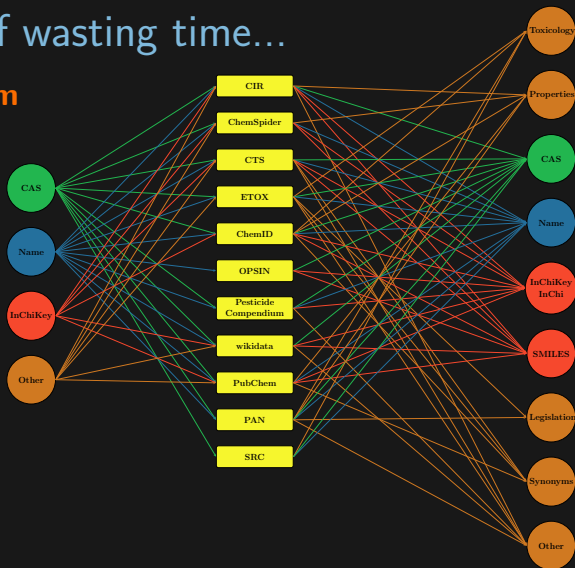 f wasting time...
m
CAS
Name
InChiKey
Other
CIR
ChemSpider
CTS
ETOX
ChemID
OPSIN
Pesticide
Compendium
wikidata
PubChem
PAN
SRC
Toxicology
Properties
CAS
Name
InChiKey
InChi
SMILES
Legislation
Synonyms
Other